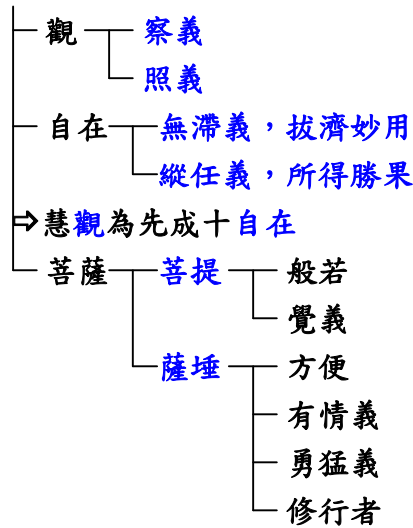 觀 察義
照義
自在 無滯義，拔濟妙用
縱任義，所得勝果
⇨慧觀為先成十自在
菩薩 菩提 般若
覺義
薩埵 方便
有情義
勇猛義
修行者